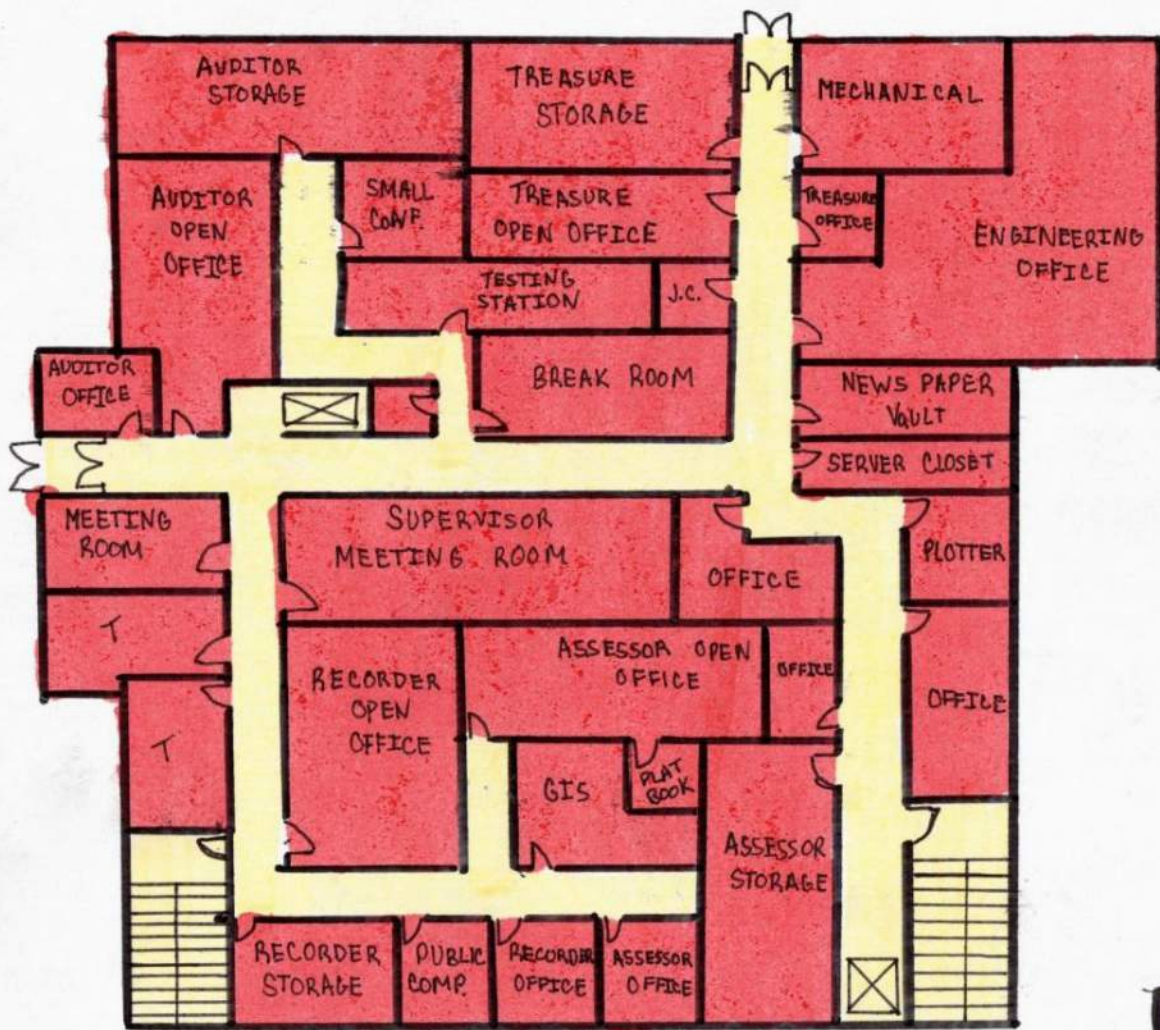 AUDITOR
STORAGE
TREASURE
STORAGE
MECHANICAL
AUDITOR
OPEN
OFFICE
SMALL
CONF.
TREASURE
OPEN OFFICE
TREASURE
OFFICE
ENGINEERING
OFFICE
TESTING
STATION
J.C.
AUDITOR
OFFICE
BREAK ROOM
NEWS PAPER
VAULT
SERVER CLOSET
MEETING
ROOM
SUPERVISOR
MEETING ROOM
OFFICE
PLOTTER
T
RECORDER
OPEN
OFFICE
ASSESSOR OPEN
OFFICE
OFFICE
OFFICE
T
GIS
PLAT
BOOK
ASSESSOR
STORAGE
RECORDER
STORAGE
PUBLIC
COMP.
RECORDER
OFFICE
ASSESSOR
OFFICE